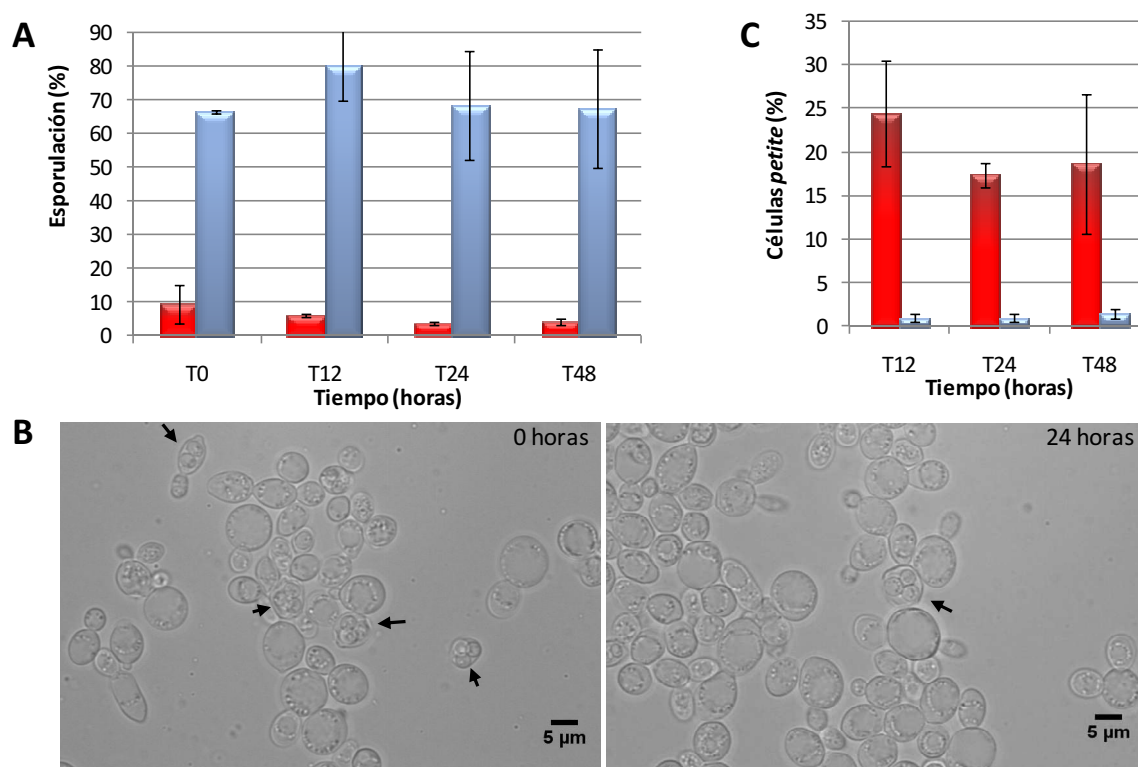 A
Esporulación (%)
90
80
70
60
50
40
30
20
10
0
T0 T12 T24 T48
Tiempo (horas)
C
Células petite (%)
35
30
25
20
15
10
5
0
T12 T24 T48
Tiempo (horas)
B
0 horas
5 µm
24 horas
5 µm